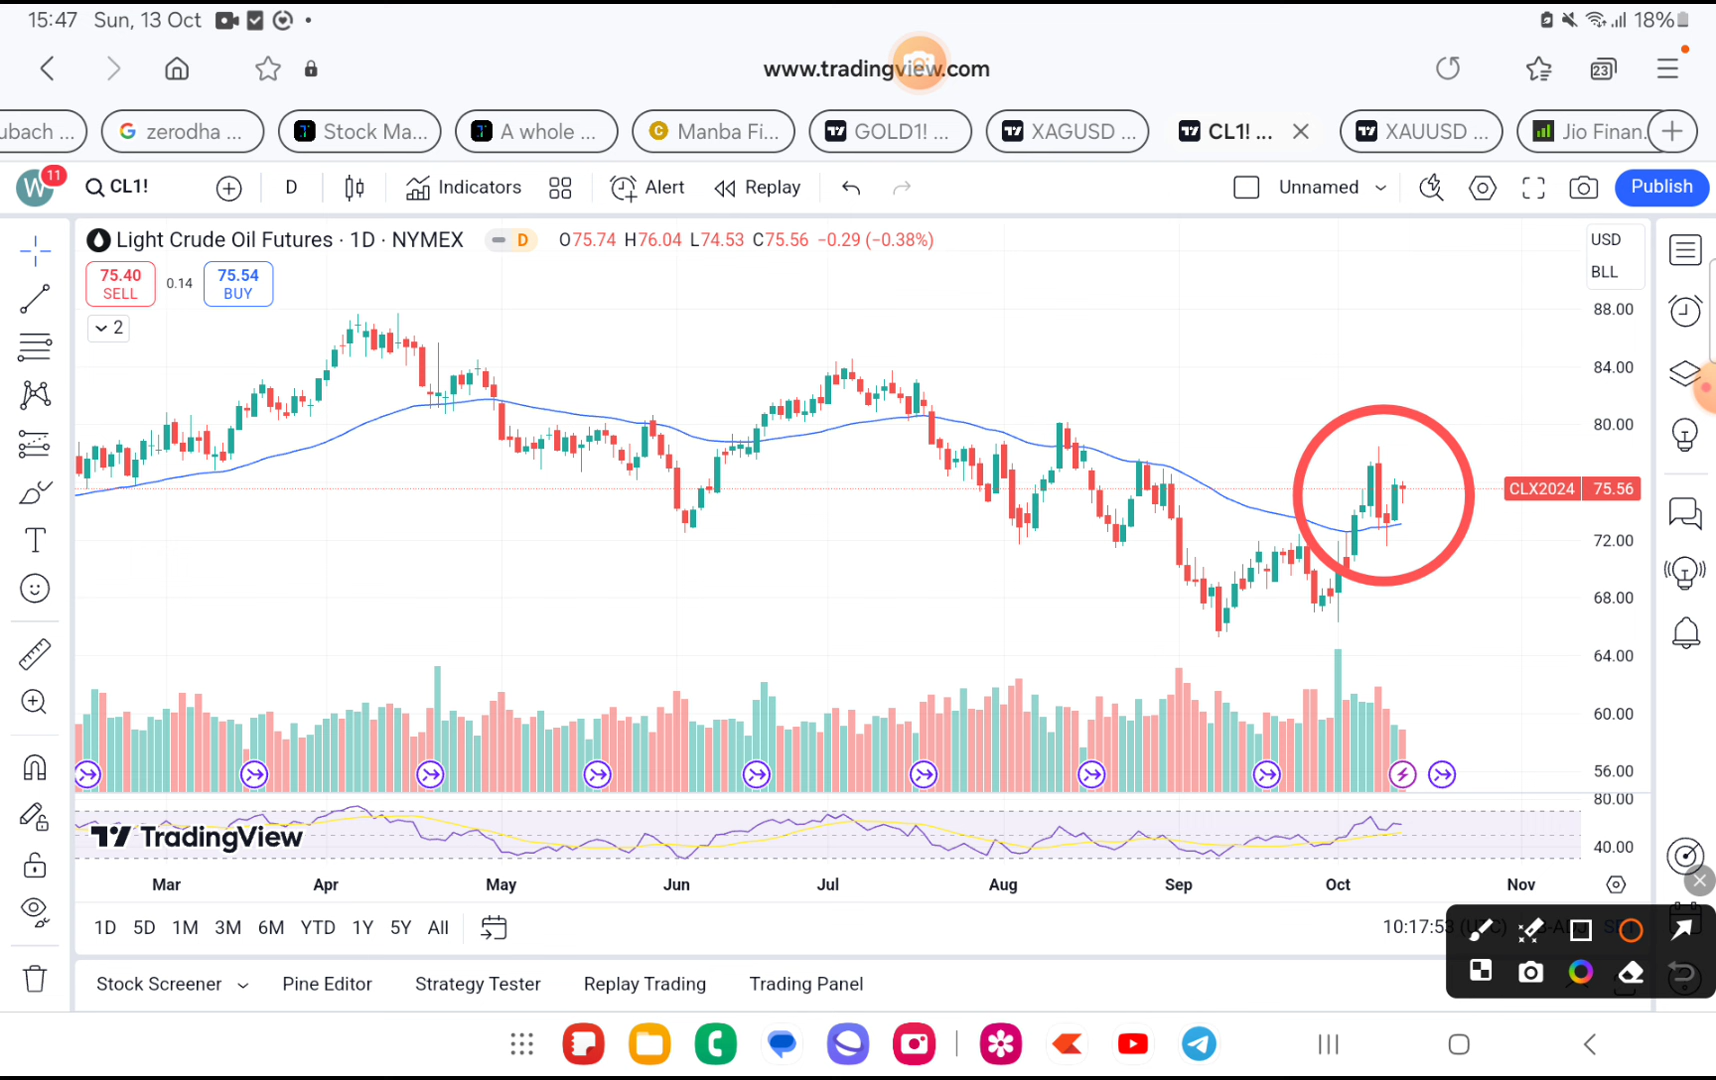 15:47 Sun, 13 Oct
18%
www.tradingview.com
23
ubach ...
zerodha ...
Stock Ma...
A whole ...
Manba Fi...
GOLD1! ...
XAGUSD ...
CL1! ...
XAUUSD ...
Jio Finan.
W
11
CL1!
D
Indicators
Alert
Replay
Unnamed
Publish
Light Crude Oil Futures · 1D · NYMEX
D
O75.74 H76.04 L74.53 C75.56 −0.29 (−0.38%)
USD
BLL
75.40
SELL
0.14
75.54
BUY
2
88.00
84.00
80.00
CLX2024 75.56
72.00
68.00
64.00
60.00
56.00
80.00
40.00
TradingView
Mar Apr May Jun Jul Aug Sep Oct Nov
1D 5D 1M 3M 6M YTD 1Y 5Y All
10:17:53 (UTC)
Stock Screener Pine Editor Strategy Tester Replay Trading Trading Panel